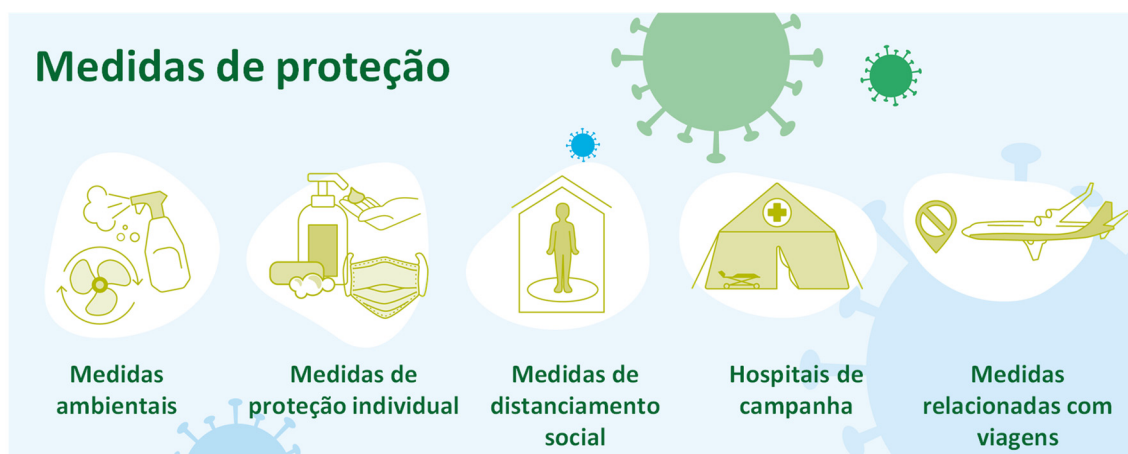 Medidas de proteção
Medidas
ambientais
Medidas de
proteção individual
Medidas de
distanciamento
social
Hospitais de
campanha
Medidas
relacionadas com
viagens